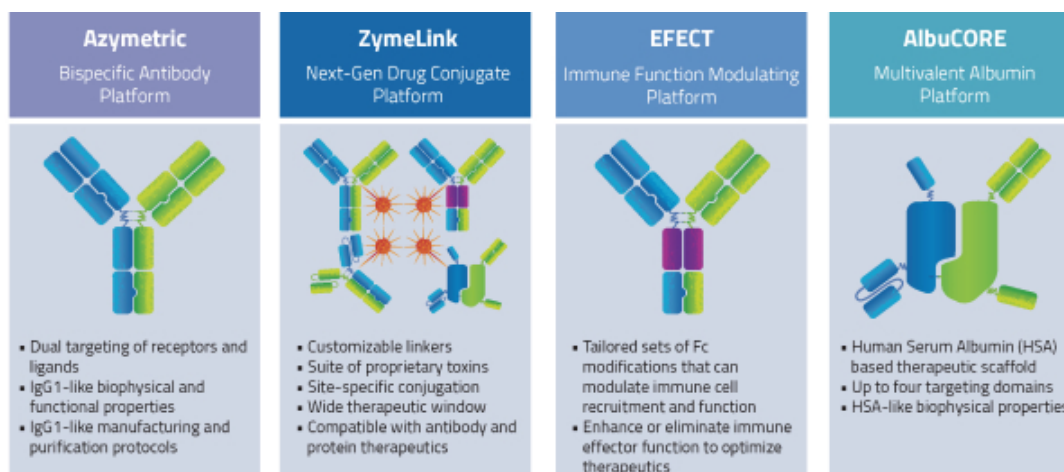 Azymetric
Bispecific Antibody
Platform
▪ Dual targeting of receptors and
ligands
▪ IgG1-like biophysical and
functional properties
▪ IgG1-like manufacturing and
purification protocols
ZymeLink
Next-Gen Drug Conjugate
Platform
▪ Customizable linkers
▪ Suite of proprietary toxins
▪ Site-specific conjugation
▪ Wide therapeutic window
▪ Compatible with antibody and
protein therapeutics
EFECT
Immune Function Modulating
Platform
▪ Tailored sets of Fc
modifications that can
modulate immune cell
recruitment and function
▪ Enhance or eliminate immune
effector function to optimize
therapeutics
AlbuCORE
Multivalent Albumin
Platform
▪ Human Serum Albumin (HSA)
based therapeutic scaffold
▪ Up to four targeting domains
▪ HSA-like biophysical properties